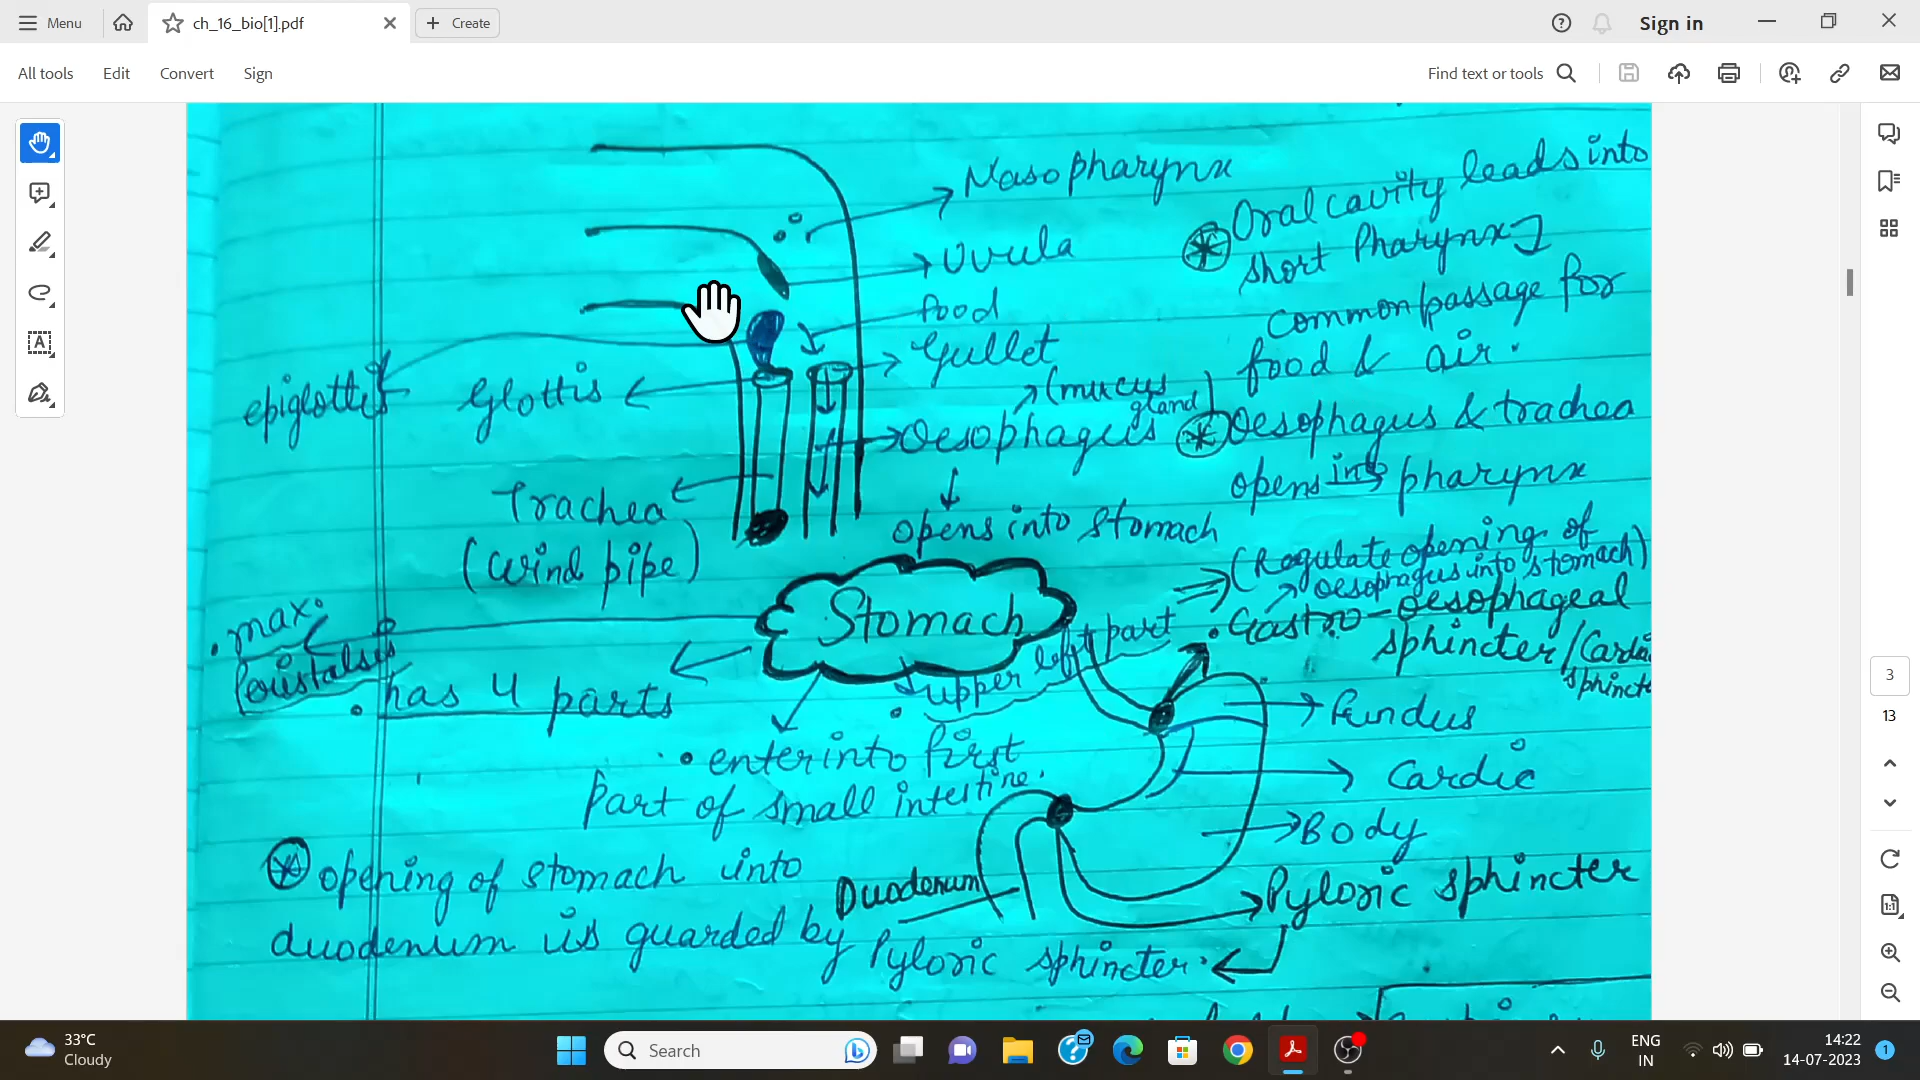 Menu
ch_16_bio[1].pdf
Create
Sign in
All tools
Edit
Convert
Sign
Find text or tools
Nasopharynx
Uvula
food
Gullet
(mucus gland)
Oesophagus
opens into stomach
epiglottis
Glottis
Trachea
(wind pipe)
Oral cavity leads into
short Pharynx
common passage for
food & air.
Oesophagus & trachea
opens into pharynx
(Regulate opening of
oesophagus into stomach)
Gastro-oesophageal
sphincter/
Stomach
max.
has 4 parts
upper left part
enter into first
part of small intestine.
Fundus
Cardic
Body
Pyloric sphincter
Duodenum
opening of stomach into
duodenum is guarded by Pyloric sphincter.
3
13
1:1
33°C
Cloudy
Search
ENG
IN
14:22
14-07-2023
1